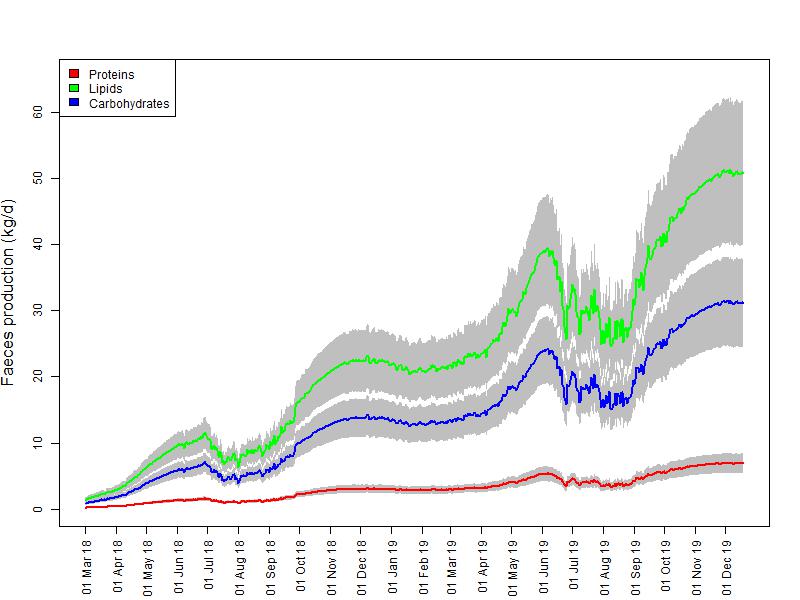 Proteins
Lipids
Carbohydrates
Faeces production (kg/d)
60
50
40
30
20
10
0
01 Mar 18
01 Apr 18
01 May 18
01 Jun 18
01 Jul 18
01 Aug 18
01 Sep 18
01 Oct 18
01 Nov 18
01 Dec 18
01 Jan 19
01 Feb 19
01 Mar 19
01 Apr 19
01 May 19
01 Jun 19
01 Jul 19
01 Aug 19
01 Sep 19
01 Oct 19
01 Nov 19
01 Dec 19